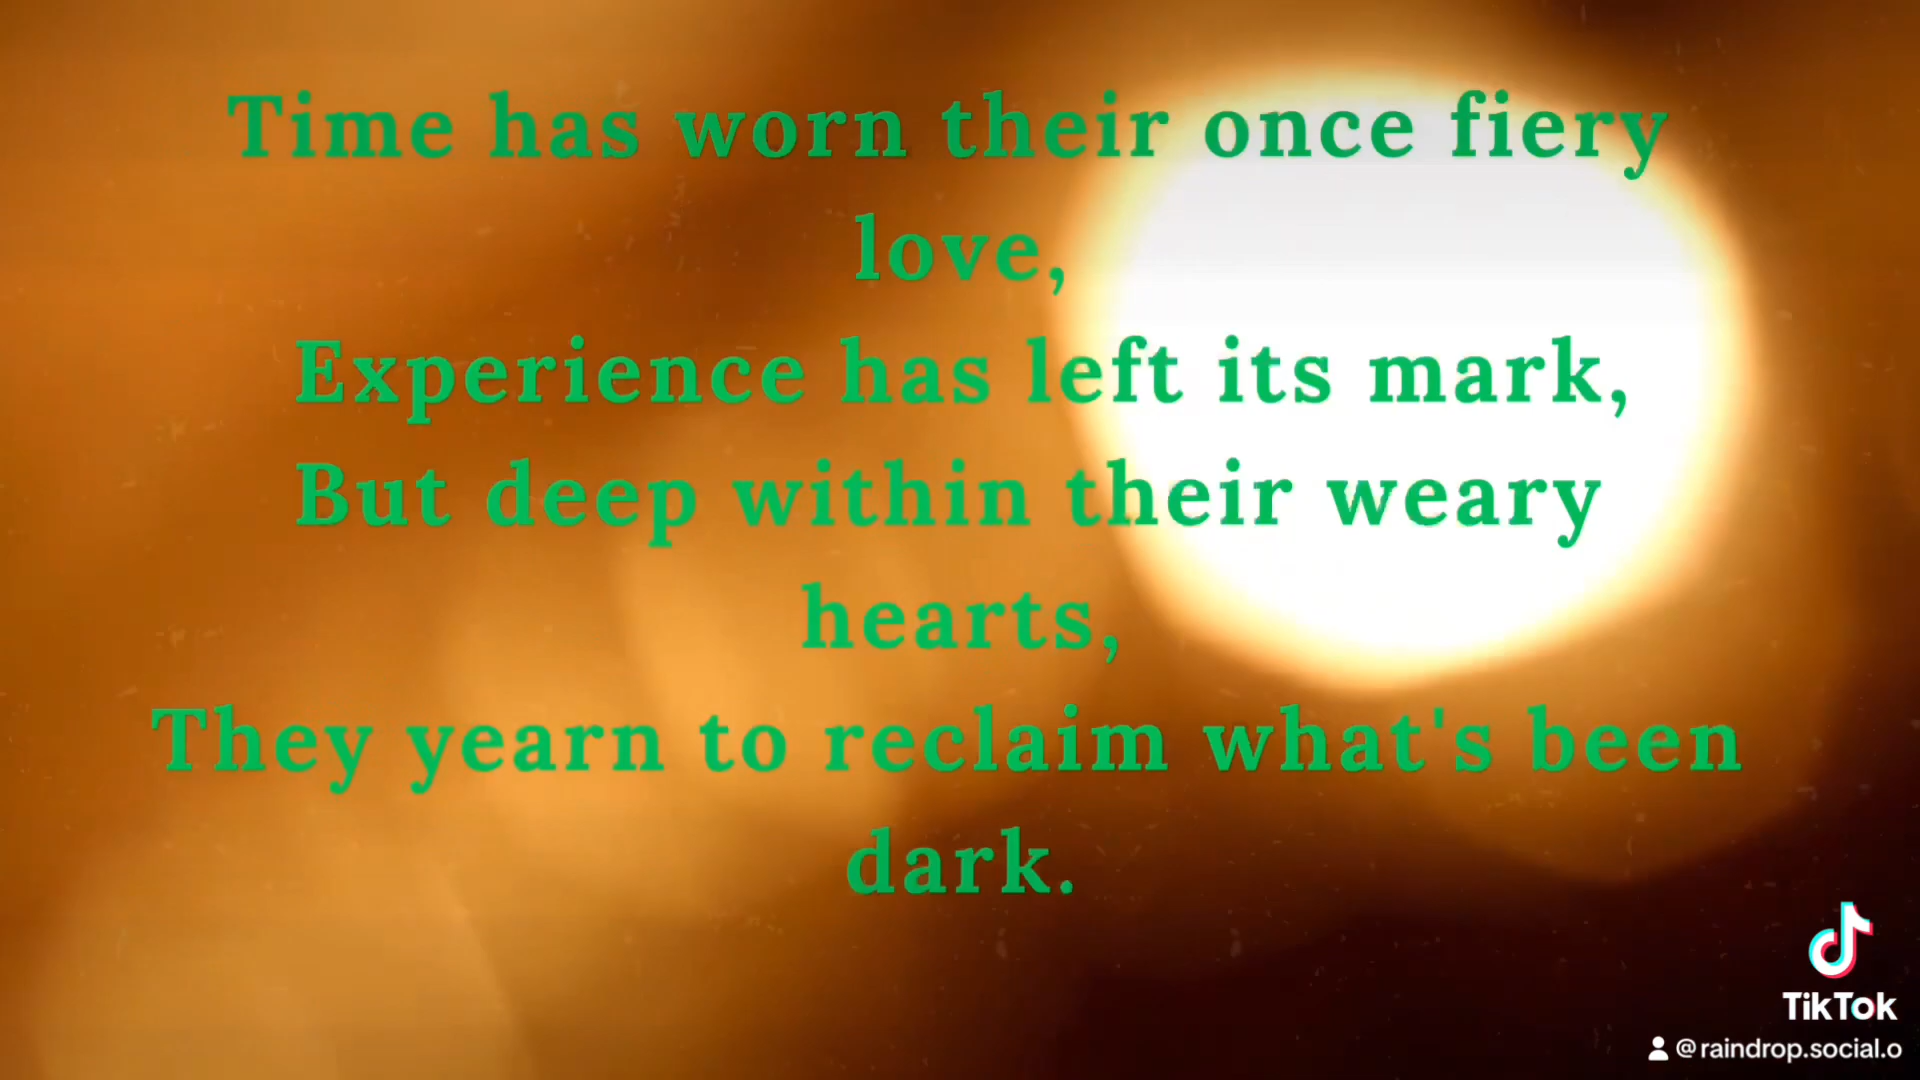 Time has worn their once fiery
love,
Experience has left its mark,
But deep within their weary
hearts,
They yearn to reclaim what's been
dark.
TikTok
@raindrop.social.o